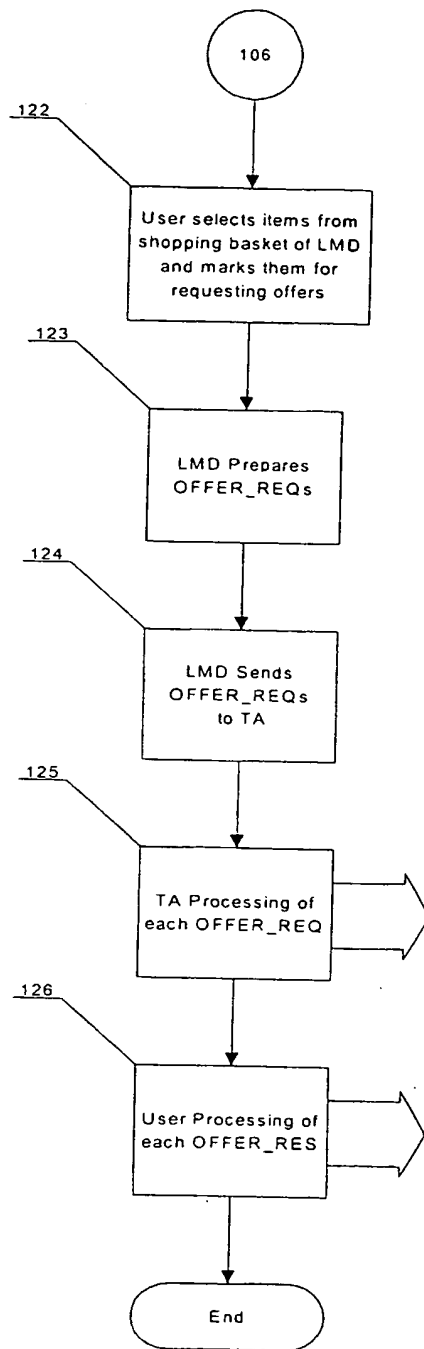 106
122
User selects items from
shopping basket of LMD
and marks them for
requesting offers
123
LMD Prepares
OFFER_REQs
124
LMD Sends
OFFER_REQs
to TA
125
TA Processing of
each OFFER_REQ
126
User Processing of
each OFFER_RES
End